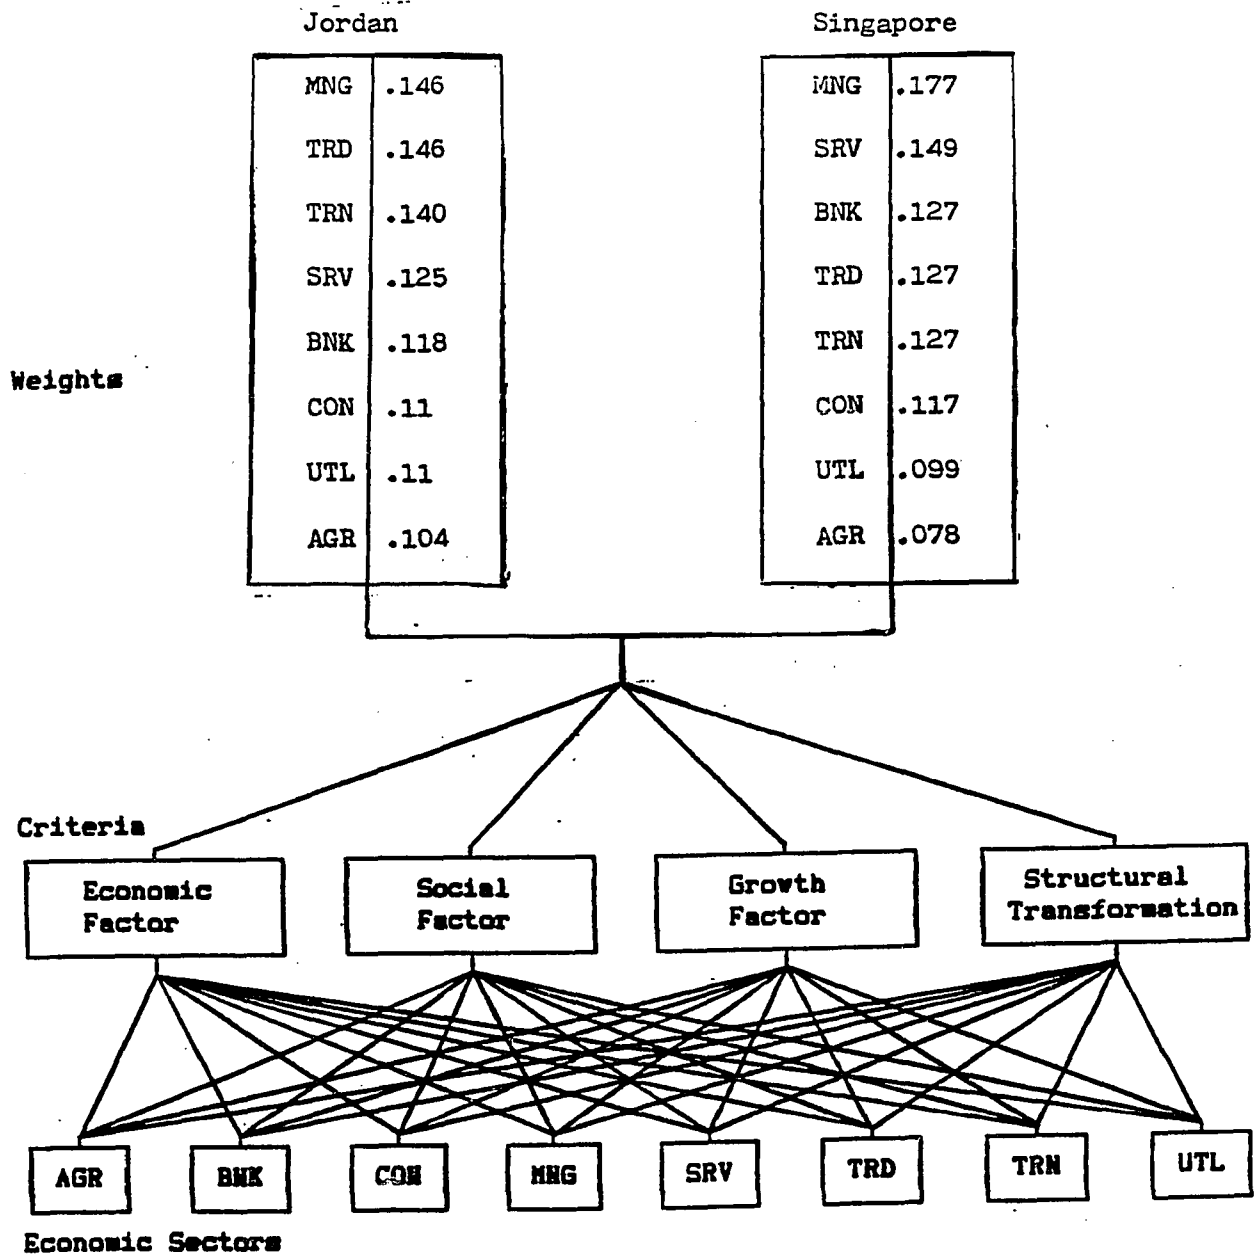 Jordan
Singapore
MNG .146
TRD .146
TRN .140
SRV .125
BNK .118
CON .11
UTL .11
AGR .104
MNG .177
SRV .149
BNK .127
TRD .127
TRN .127
CON .117
UTL .099
AGR .078
Weights
Criteria
Economic
Factor
Social
Factor
Growth
Factor
Structural
Transformation
AGR
BNK
CON
MNG
SRV
TRD
TRN
UTL
Economic Sectors